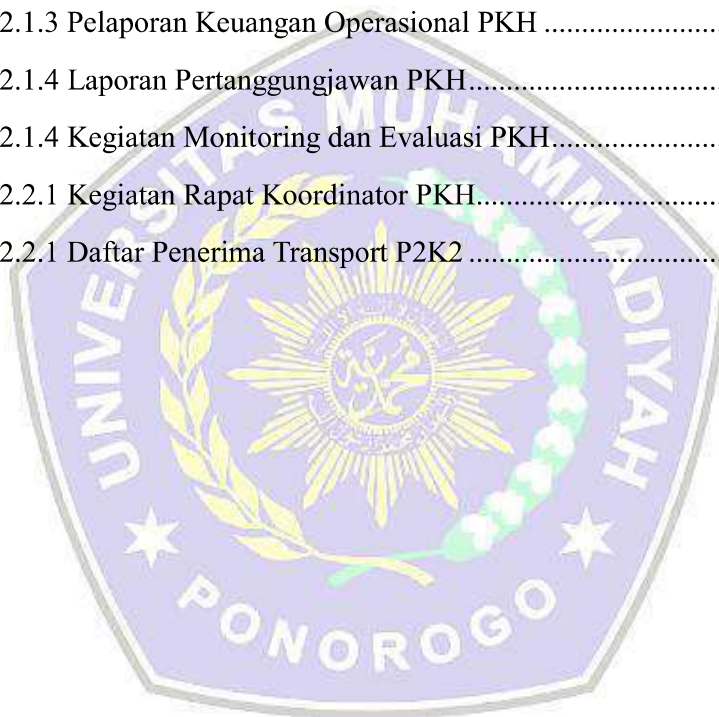 2.1.3 Pelaporan Keuangan Operasional PKH ........................
2.1.4 Laporan Pertanggungjawan PKH..................................
2.1.4 Kegiatan Monitoring dan Evaluasi PKH.......................
2.2.1 Kegiatan Rapat Koordinator PKH.................................
2.2.1 Daftar Penerima Transport P2K2 ..................................
UNIVERSITAS MUHAMMADIYAH
PONOROGO